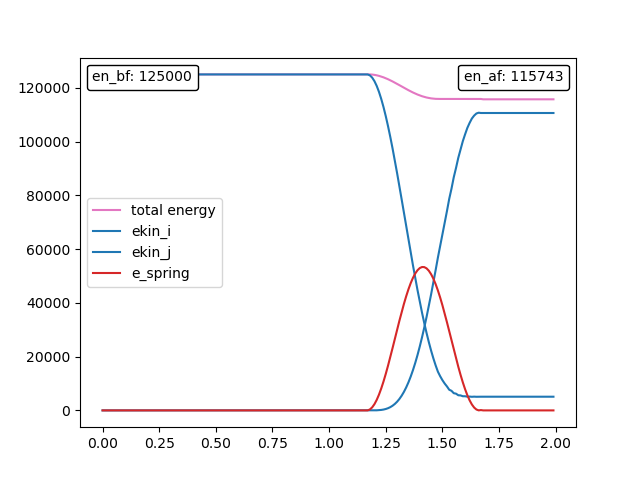 en_bf: 125000
en_af: 115743
120000
100000
80000
60000
40000
20000
0
total energy
ekin_i
ekin_j
e_spring
0.00 0.25 0.50 0.75 1.00 1.25 1.50 1.75 2.00